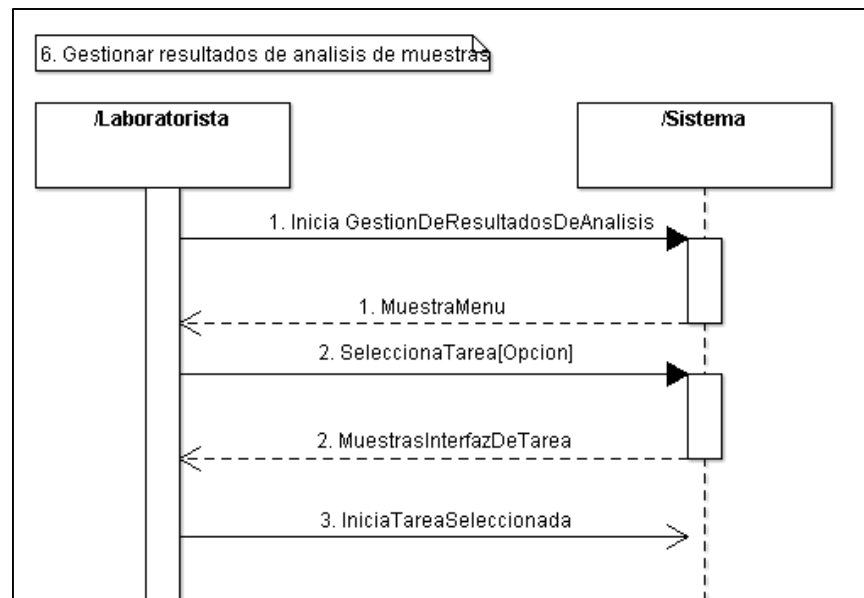 6. Gestionar resultados de analisis de muestras
/Laboratorista
/Sistema
1. Inicia GestionDeResultadosDeAnalisis
1. MuestraMenu
2. SeleccionaTarea[Opcion]
2. MuestrasInterfazDeTarea
3. IniciaTareaSeleccionada